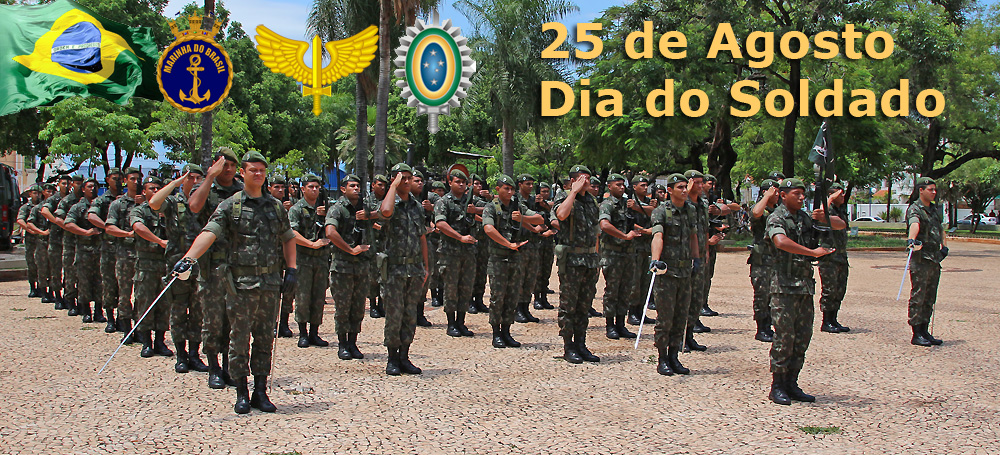 25 de Agosto
Dia do Soldado
MARINHA DO BRASIL